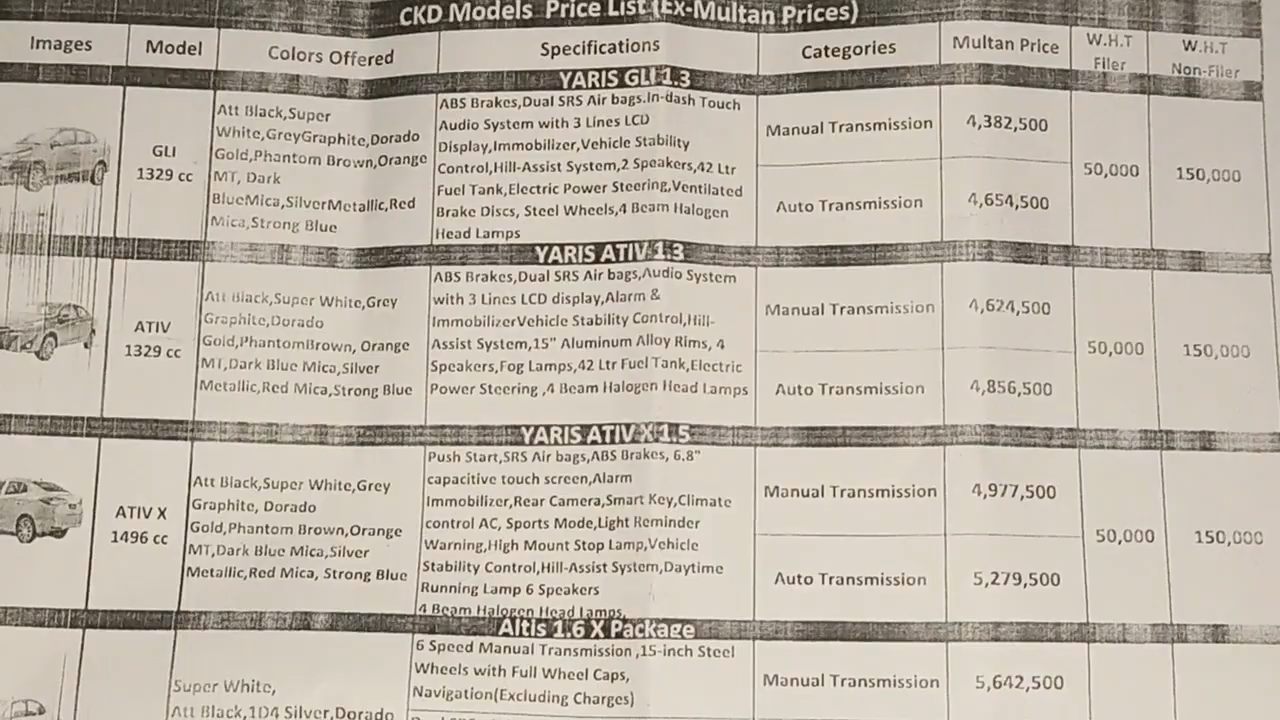 CKD Models Price List (Ex-Multan Prices)
Images Model Colors Offered Specifications Categories Multan Price W.H.T Filer W.H.T Non-Filer
YARIS GLI 1.3
GLI
1329 cc
Att Black,Super
White,GreyGraphite,Dorado
Gold,Phantom Brown,Orange
MT, Dark
BlueMica,SilverMetallic,Red
Mica,Strong Blue
ABS Brakes,Dual SRS Air bags.In-dash Touch
Audio System with 3 Lines LCD
Display,Immobilizer,Vehicle Stability
Control,Hill-Assist System,2 Speakers,42 Ltr
Fuel Tank,Electric Power Steering,Ventilated
Brake Discs, Steel Wheels,4 Beam Halogen
Head Lamps
Manual Transmission 4,382,500
Auto Transmission 4,654,500
50,000 150,000
YARIS ATIV 1.3
ATIV
1329 cc
Att Black,Super White,Grey
Graphite,Dorado
Gold,PhantomBrown, Orange
MT,Dark Blue Mica,Silver
Metallic,Red Mica,Strong Blue
ABS Brakes,Dual SRS Air bags,Audio System
with 3 Lines LCD display,Alarm &
ImmobilizerVehicle Stability Control,Hill-
Assist System,15" Aluminum Alloy Rims, 4
Speakers,Fog Lamps,42 Ltr Fuel Tank,Electric
Power Steering ,4 Beam Halogen Head Lamps
Manual Transmission 4,624,500
Auto Transmission 4,856,500
50,000 150,000
YARIS ATIV X 1.5
ATIV X
1496 cc
Att Black,Super White,Grey
Graphite, Dorado
Gold,Phantom Brown,Orange
MT,Dark Blue Mica,Silver
Metallic,Red Mica, Strong Blue
Push Start,SRS Air bags,ABS Brakes, 6.8"
capacitive touch screen,Alarm
Immobilizer,Rear Camera,Smart Key,Climate
control AC, Sports Mode,Light Reminder
Warning,High Mount Stop Lamp,Vehicle
Stability Control,Hill-Assist System,Daytime
Running Lamp 6 Speakers
4 Beam Halogen Head Lamps,
Manual Transmission 4,977,500
Auto Transmission 5,279,500
50,000 150,000
Altis 1.6 X Package
Super White,
Att Black,1D4 Silver,Dorado
6 Speed Manual Transmission ,15-inch Steel
Wheels with Full Wheel Caps,
Navigation(Excluding Charges)
Manual Transmission 5,642,500